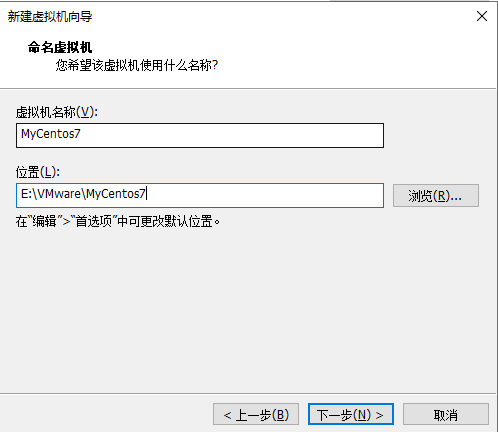 新建虚拟机向导
命名虚拟机
您希望该虚拟机使用什么名称?
虚拟机名称(V):
MyCentos7
位置(L):
E:\VMware\MyCentos7
浏览(R)...
在“编辑”>“首选项”中可更改默认位置。
< 上一步(B)
下一步(N) >
取消